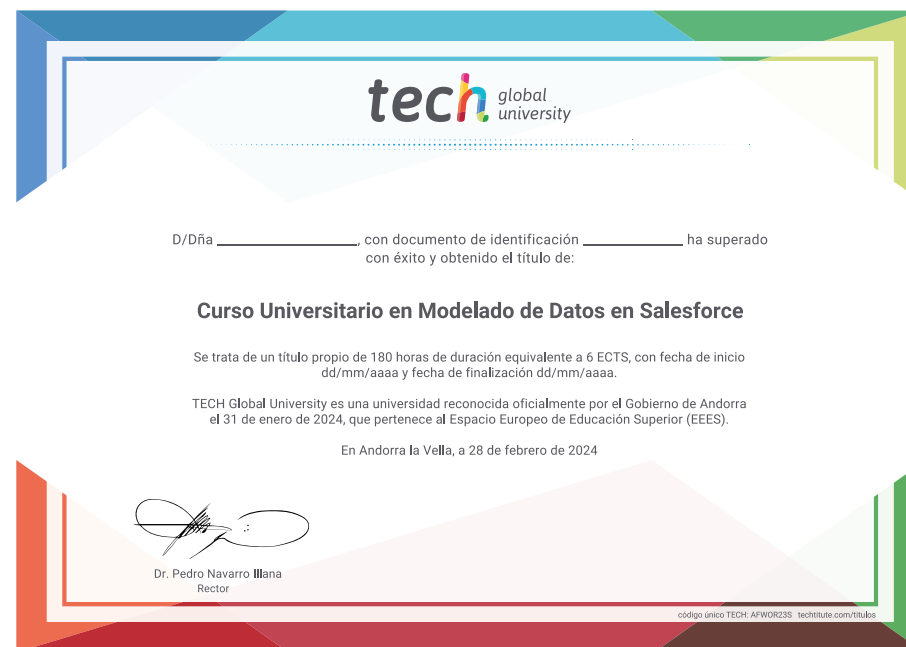 tech global university
D/Dña ____________________, con documento de identificación ______________ ha superado
con éxito y obtenido el título de:
Curso Universitario en Modelado de Datos en Salesforce
Se trata de un título propio de 180 horas de duración equivalente a 6 ECTS, con fecha de inicio
dd/mm/aaaa y fecha de finalización dd/mm/aaaa.
TECH Global University es una universidad reconocida oficialmente por el Gobierno de Andorra
el 31 de enero de 2024, que pertenece al Espacio Europeo de Educación Superior (EEES).
En Andorra la Vella, a 28 de febrero de 2024
Dr. Pedro Navarro Illana
Rector
código único TECH: AFWOR23S techtitute.com/titulos